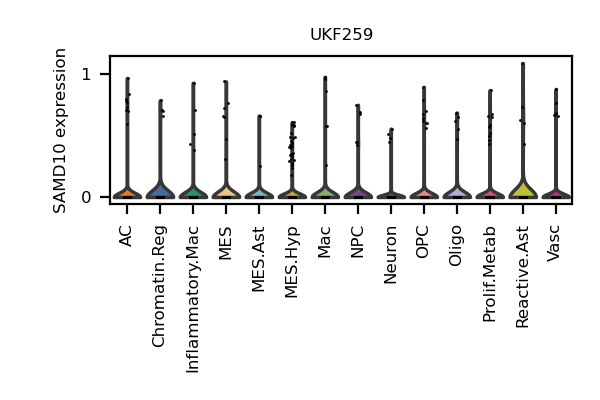 UKF259
SAMD10 expression
1
0
AC
Chromatin.Reg
Inflammatory.Mac
MES
MES.Ast
MES.Hyp
Mac
NPC
Neuron
OPC
Oligo
Prolif.Metab
Reactive.Ast
Vasc